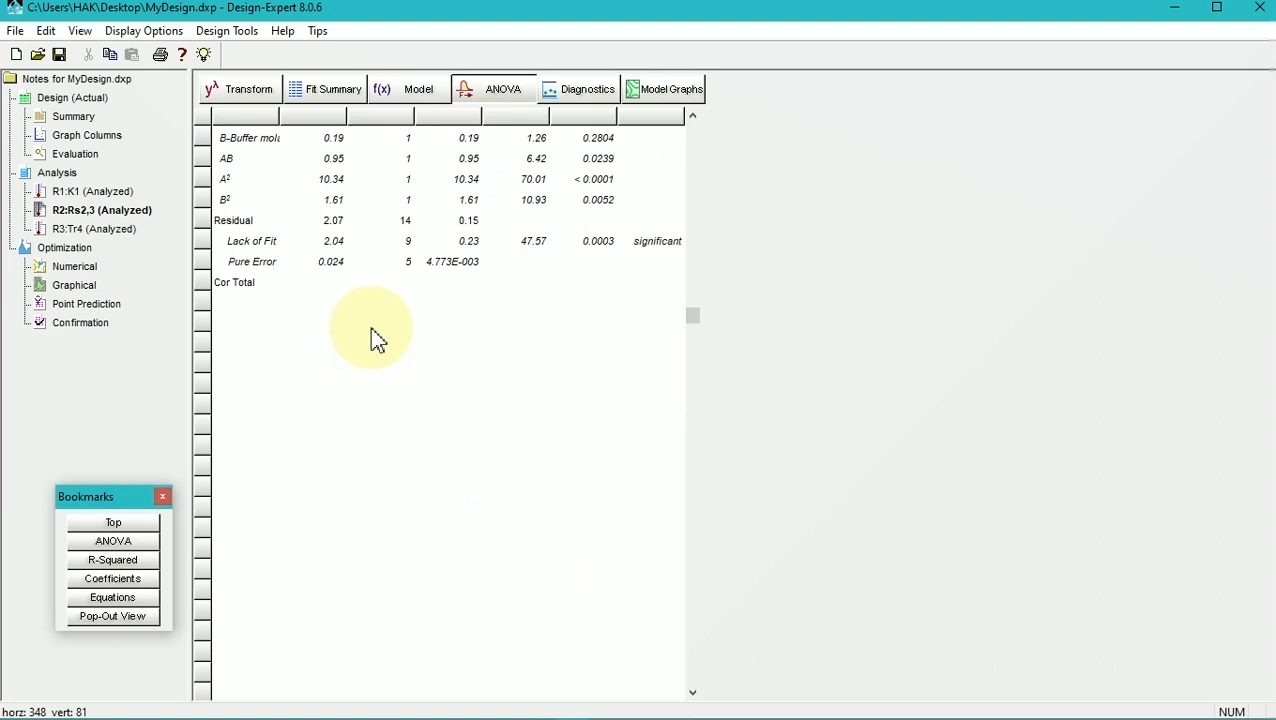 C:\Users\HAK\Desktop\MyDesign.dxp - Design-Expert 8.0.6
File Edit View Display Options Design Tools Help Tips
Notes for MyDesign.dxp
Design (Actual)
Summary
Graph Columns
Evaluation
Analysis
R1:K1 (Analyzed)
R2:Rs2,3 (Analyzed)
R3:Tr4 (Analyzed)
Optimization
Numerical
Graphical
Point Prediction
Confirmation
Bookmarks
Top
ANOVA
R-Squared
Coefficients
Equations
Pop-Out View
Transform Fit Summary f(x) Model ANOVA Diagnostics Model Graphs
B-Buffer mola 0.19 1 0.19 1.26 0.2804
AB 0.95 1 0.95 6.42 0.0239
A² 10.34 1 10.34 70.01 < 0.0001
B² 1.61 1 1.61 10.93 0.0052
Residual 2.07 14 0.15
Lack of Fit 2.04 9 0.23 47.57 0.0003 significant
Pure Error 0.024 5 4.773E-003
Cor Total
horz: 348 vert: 81
NUM